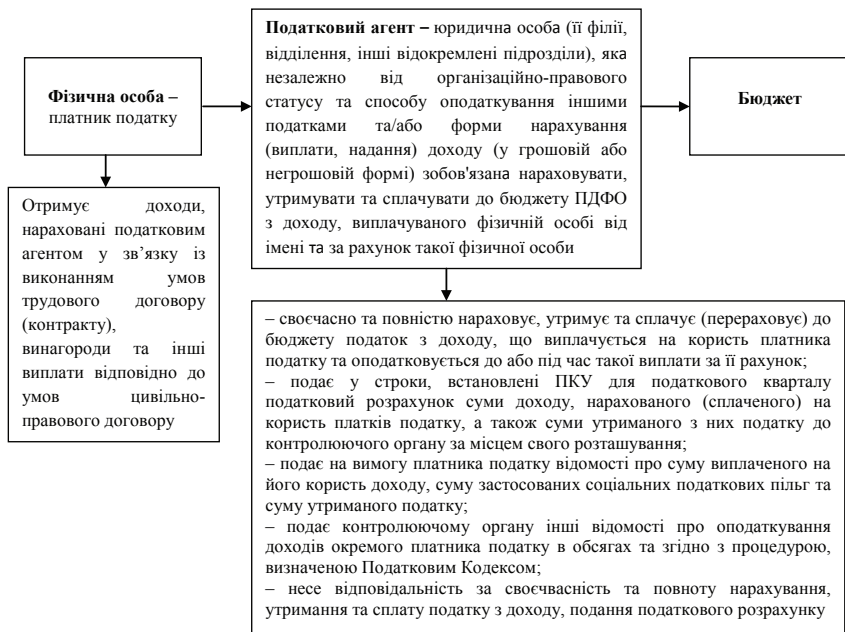 Фізична особа –
платник податку
Податковий агент – юридична особа (її філії,
відділення, інші відокремлені підрозділи), яка
незалежно від організаційно-правового
статусу та способу оподаткування іншими
податками та/або форми нарахування
(виплати, надання) доходу (у грошовій або
негрошовій формі) зобов'язана нараховувати,
утримувати та сплачувати до бюджету ПДФО
з доходу, виплачуваного фізичній особі від
імені та за рахунок такої фізичної особи
Бюджет
Отримує доходи,
нараховані податковим
агентом у зв’язку із
виконанням умов
трудового договору
(контракту),
винагороди та інші
виплати відповідно до
умов цивільно-
правового договору
– своєчасно та повністю нараховує, утримує та сплачує (перераховує) до
бюджету податок з доходу, що виплачується на користь платника
податку та оподатковується до або під час такої виплати за її рахунок;
– подає у строки, встановлені ПКУ для податкового кварталу
податковий розрахунок суми доходу, нарахованого (сплаченого) на
користь платків податку, а також суми утриманого з них податку до
контролюючого органу за місцем свого розташування;
– подає на вимогу платника податку відомості про суму виплаченого на
його користь доходу, суму застосованих соціальних податкових пільг та
суму утриманого податку;
– подає контролюючому органу інші відомості про оподаткування
доходів окремого платника податку в обсягах та згідно з процедурою,
визначеною Податковим Кодексом;
– несе відповідальність за своєчвасність та повноту нарахування,
утримання та сплату податку з доходу, подання податкового розрахунку